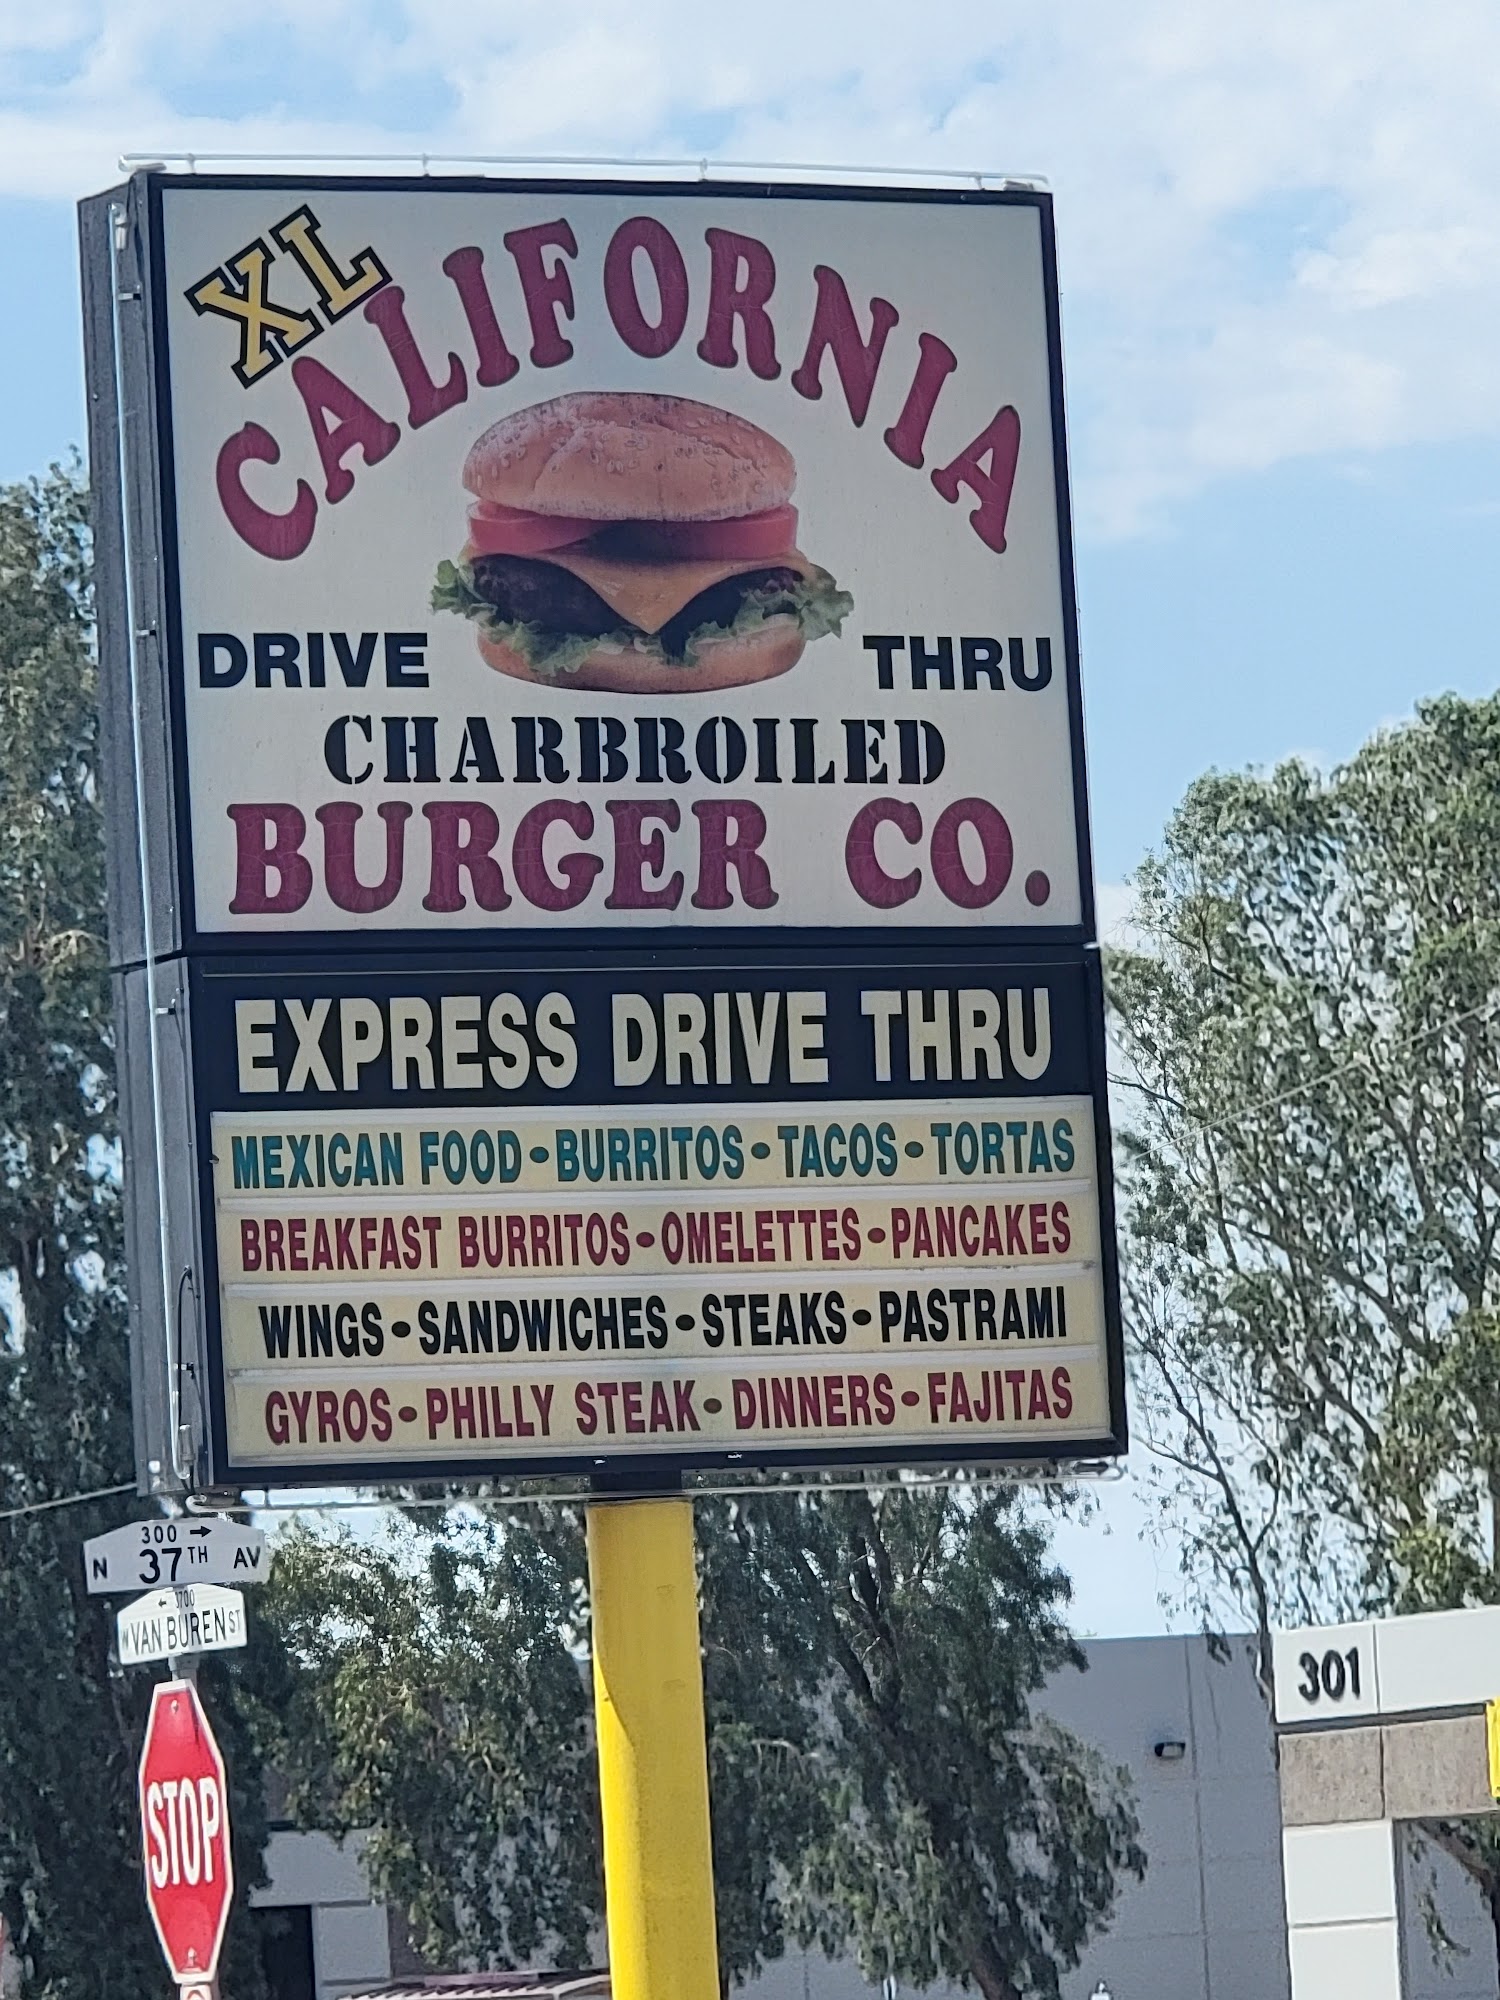 XL
CALIFORNIA
DRIVE THRU
CHARBROILED
BURGER CO.
EXPRESS DRIVE THRU
MEXICAN FOOD•BURRITOS•TACOS•TORTAS
BREAKFAST BURRITOS•OMELETTES•PANCAKES
WINGS•SANDWICHES•STEAKS•PASTRAMI
GYROS•PHILLY STEAK•DINNERS•FAJITAS
300 →
N 37TH AV
← 3700
W VAN BUREN ST
STOP
301